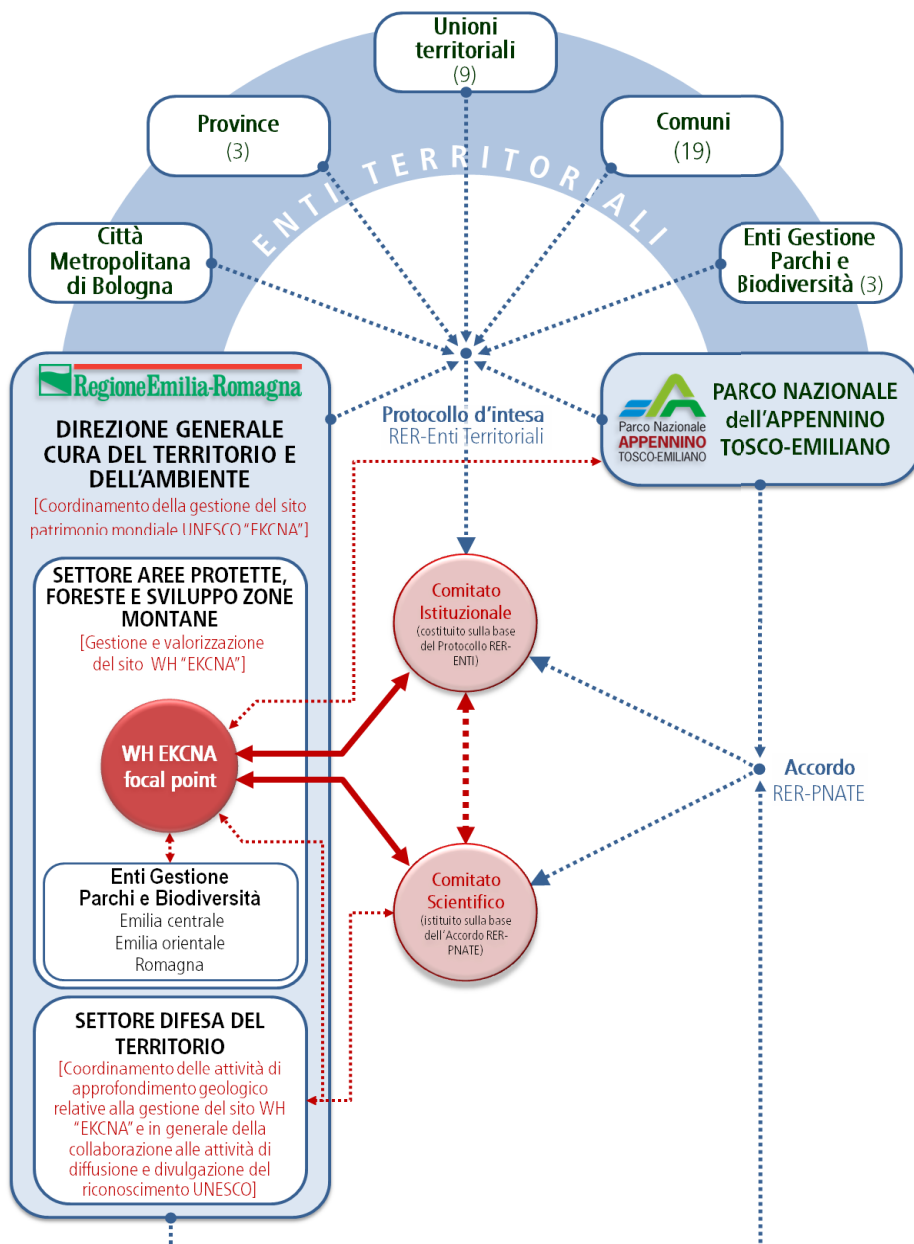 Unioni
territoriali
(9)
Province
(3)
Comuni
(19)
ENTI TERRITORIALI
Città
Metropolitana
di Bologna
Enti Gestione
Parchi e
Biodiversità (3)
RegioneEmilia-Romagna
DIREZIONE GENERALE
CURA DEL TERRITORIO E
DELL'AMBIENTE
[Coordinamento della gestione del sito
patrimonio mondiale UNESCO "EKCNA"]
Protocollo d'intesa
RER-Enti Territoriali
Parco Nazionale
APPENNINO
TOSCO-EMILIANO
PARCO NAZIONALE
dell'APPENNINO
TOSCO-EMILIANO
SETTORE AREE PROTETTE,
FORESTE E SVILUPPO ZONE
MONTANE
[Gestione e valorizzazione
del sito WH "EKCNA"]
WH EKCNA
focal point
Enti Gestione
Parchi e Biodiversità
Emilia centrale
Emilia orientale
Romagna
Comitato
Istituzionale
(costituito sulla base
del Protocollo RER-
ENTI)
Accordo
RER-PNATE
Comitato
Scientifico
(istituito sulla base
dell'Accordo RER-
PNATE)
SETTORE DIFESA DEL
TERRITORIO
[Coordinamento delle attività di
approfondimento geologico
relative alla gestione del sito WH
"EKCNA" e in generale della
collaborazione alle attività di
diffusione e divulgazione del
riconoscimento UNESCO]